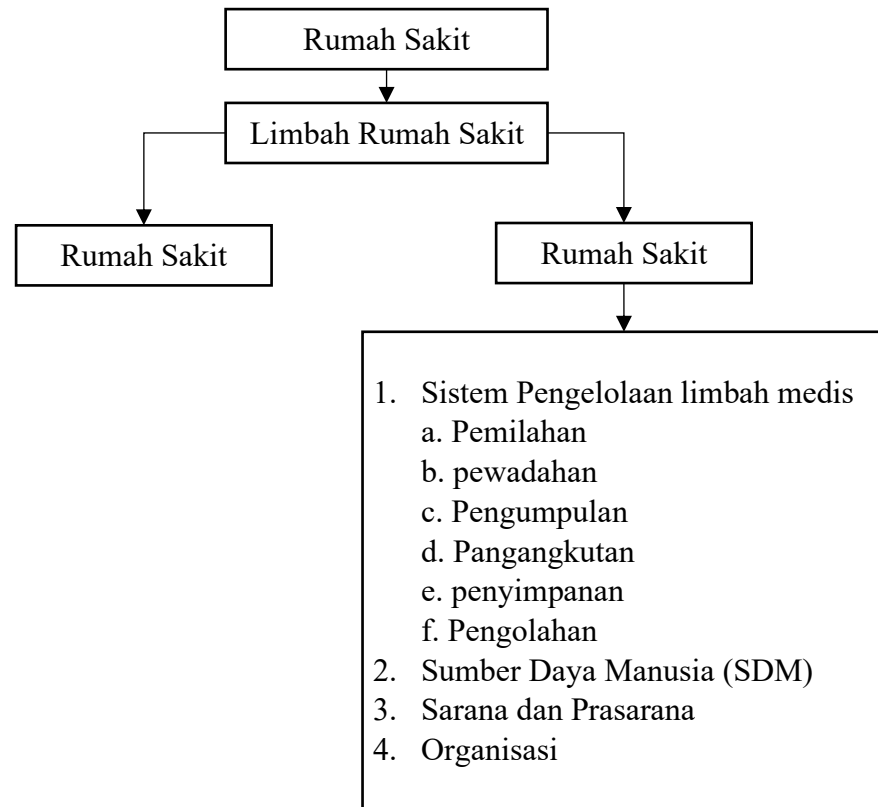 Rumah Sakit
Limbah Rumah Sakit
Rumah Sakit
Rumah Sakit
1. Sistem Pengelolaan limbah medis
a. Pemilahan
b. pewadahan
c. Pengumpulan
d. Pangangkutan
e. penyimpanan
f. Pengolahan
2. Sumber Daya Manusia (SDM)
3. Sarana dan Prasarana
4. Organisasi